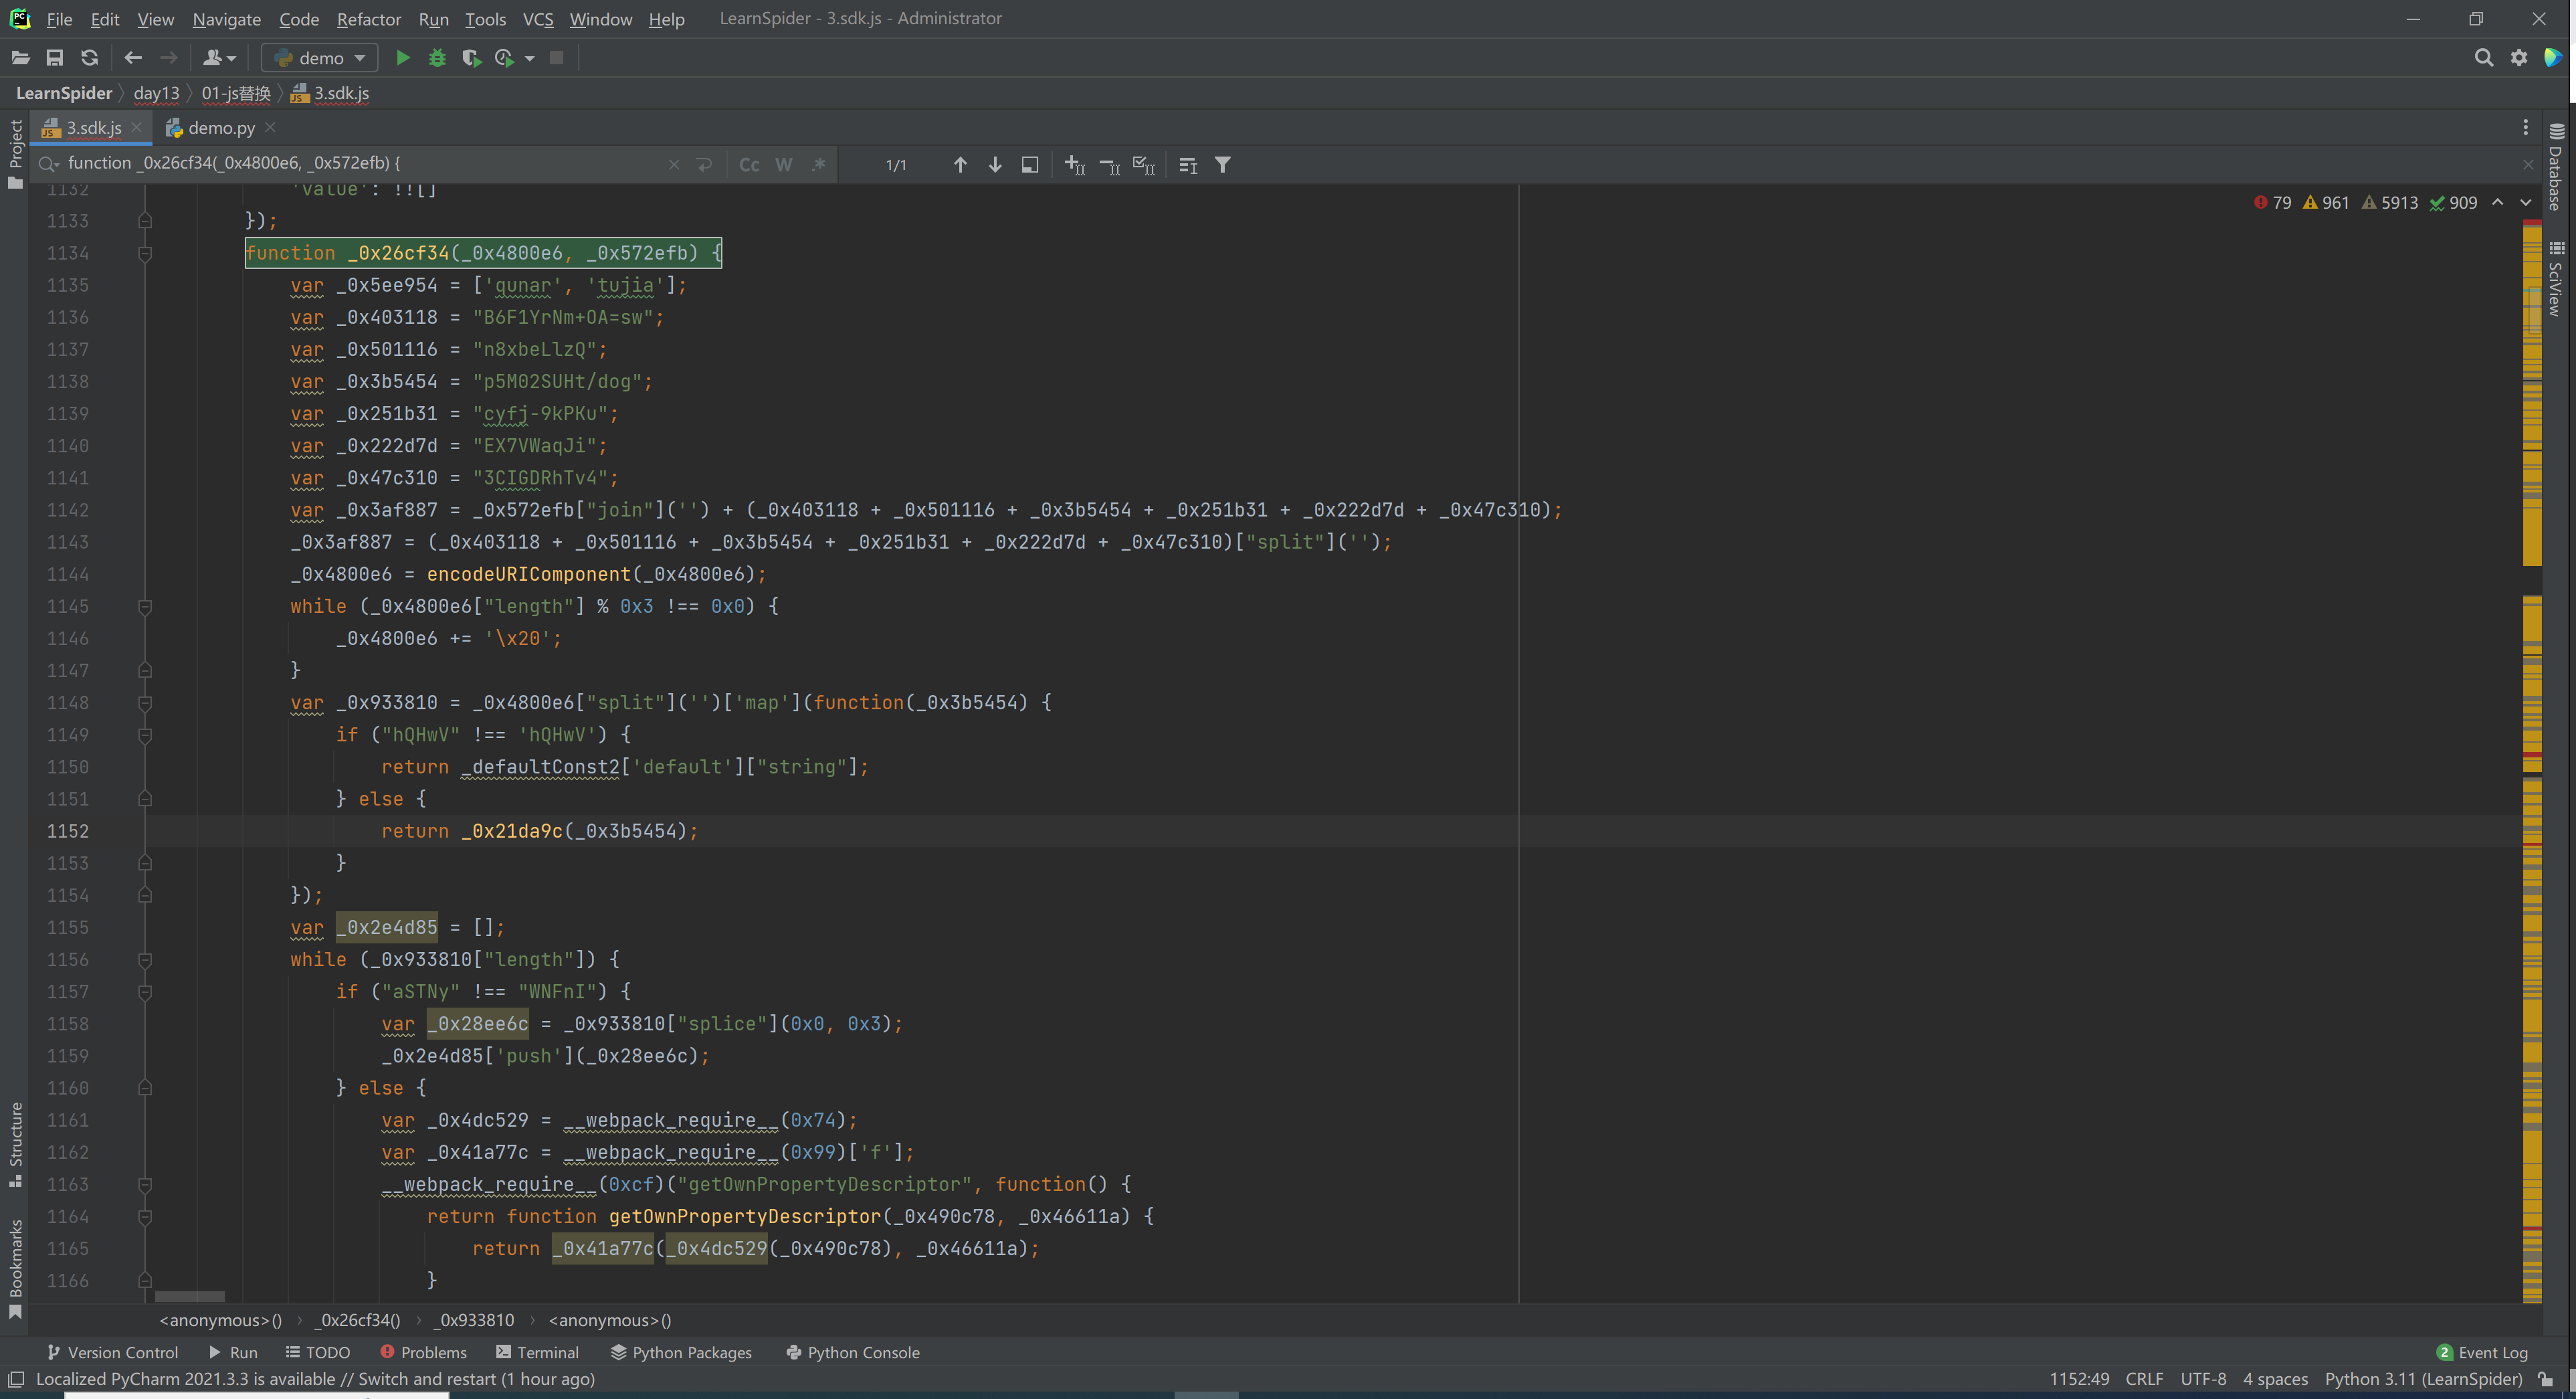 PC File Edit View Navigate Code Refactor Run Tools VCS Window Help LearnSpider - 3.sdk.js - Administrator
demo
LearnSpider day13 01-js替换 3.sdk.js
3.sdk.js demo.py
function _0x26cf34(_0x4800e6, _0x572efb) { Cc W .* 1/1
79 961 5913 909
1132 'value': !![]
1133 });
1134 function _0x26cf34(_0x4800e6, _0x572efb) {
1135 var _0x5ee954 = ['qunar', 'tujia'];
1136 var _0x403118 = "B6F1YrNm+OA=sw";
1137 var _0x501116 = "n8xbeLlzQ";
1138 var _0x3b5454 = "p5M02SUHt/dog";
1139 var _0x251b31 = "cyfj-9kPKu";
1140 var _0x222d7d = "EX7VWaqJi";
1141 var _0x47c310 = "3CIGDRhTv4";
1142 var _0x3af887 = _0x572efb["join"]('') + (_0x403118 + _0x501116 + _0x3b5454 + _0x251b31 + _0x222d7d + _0x47c310);
1143 _0x3af887 = (_0x403118 + _0x501116 + _0x3b5454 + _0x251b31 + _0x222d7d + _0x47c310)["split"]('');
1144 _0x4800e6 = encodeURIComponent(_0x4800e6);
1145 while (_0x4800e6["length"] % 0x3 !== 0x0) {
1146 _0x4800e6 += '\x20';
1147 }
1148 var _0x933810 = _0x4800e6["split"]('')['map'](function(_0x3b5454) {
1149 if ("hQHwV" !== 'hQHwV') {
1150 return _defaultConst2['default']["string"];
1151 } else {
1152 return _0x21da9c(_0x3b5454);
1153 }
1154 });
1155 var _0x2e4d85 = [];
1156 while (_0x933810["length"]) {
1157 if ("aSTNy" !== "WNFnI") {
1158 var _0x28ee6c = _0x933810["splice"](0x0, 0x3);
1159 _0x2e4d85['push'](_0x28ee6c);
1160 } else {
1161 var _0x4dc529 = __webpack_require__(0x74);
1162 var _0x41a77c = __webpack_require__(0x99)['f'];
1163 __webpack_require__(0xcf)("getOwnPropertyDescriptor", function() {
1164 return function getOwnPropertyDescriptor(_0x490c78, _0x46611a) {
1165 return _0x41a77c(_0x4dc529(_0x490c78), _0x46611a);
1166 }
Project
Structure
Bookmarks
Database
SciView
<anonymous>() _0x26cf34() _0x933810 <anonymous>()
Version Control Run TODO Problems Terminal Python Packages Python Console 2 Event Log
Localized PyCharm 2021.3.3 is available // Switch and restart (1 hour ago) 1152:49 CRLF UTF-8 4 spaces Python 3.11 (LearnSpider)